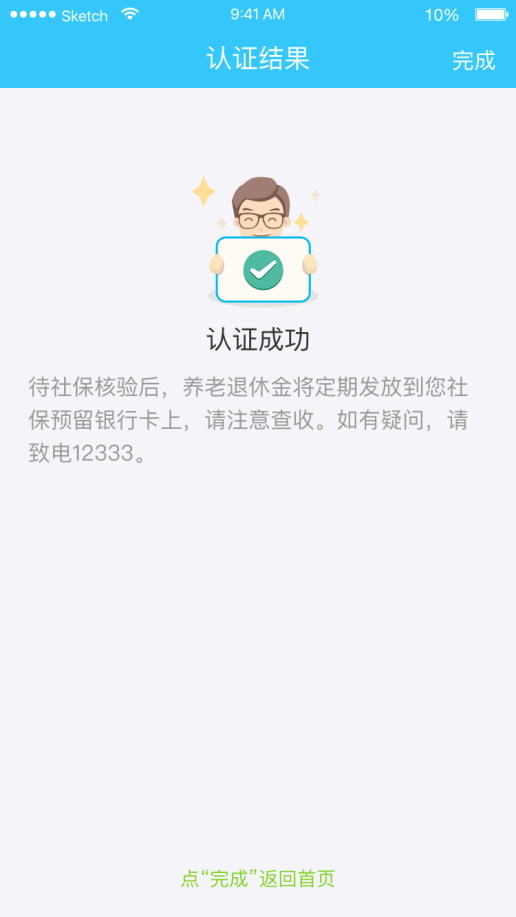 Sketch 9:41 AM 10%
认证结果 完成
认证成功
待社保核验后，养老退休金将定期发放到您社
保预留银行卡上，请注意查收。如有疑问，请
致电12333。
点“完成”返回首页